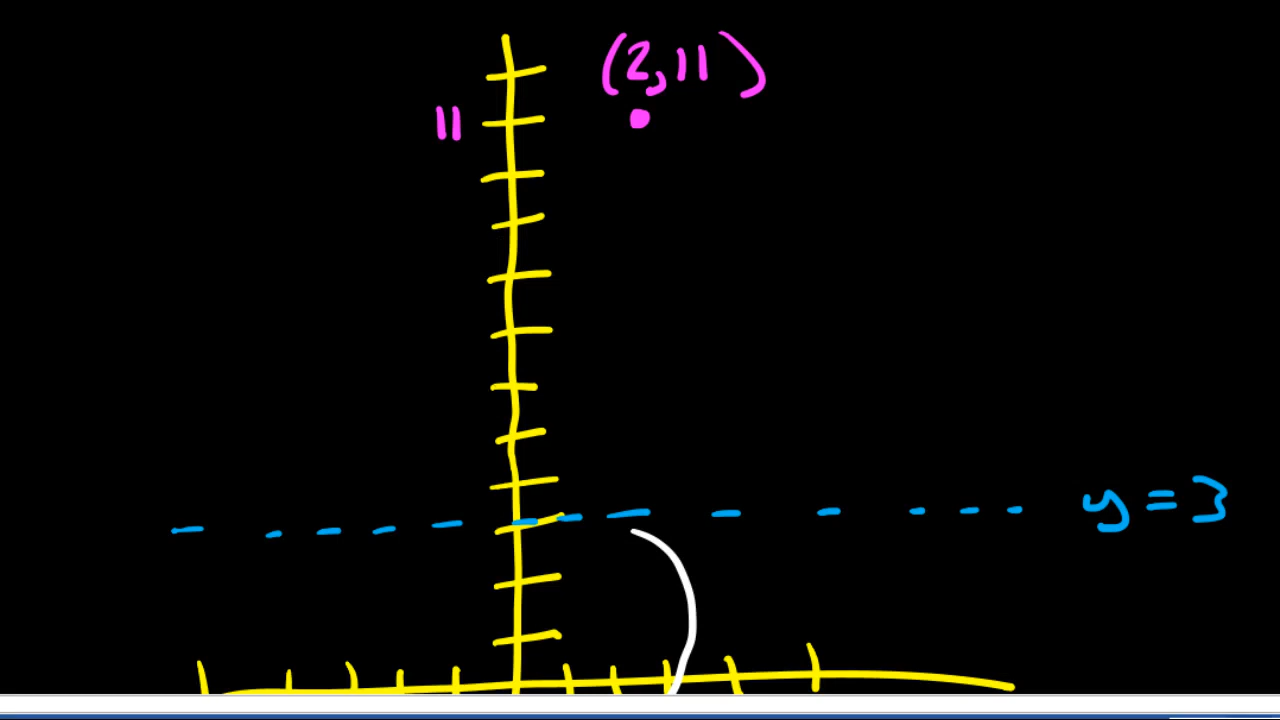 (2,11)
11
y = 3